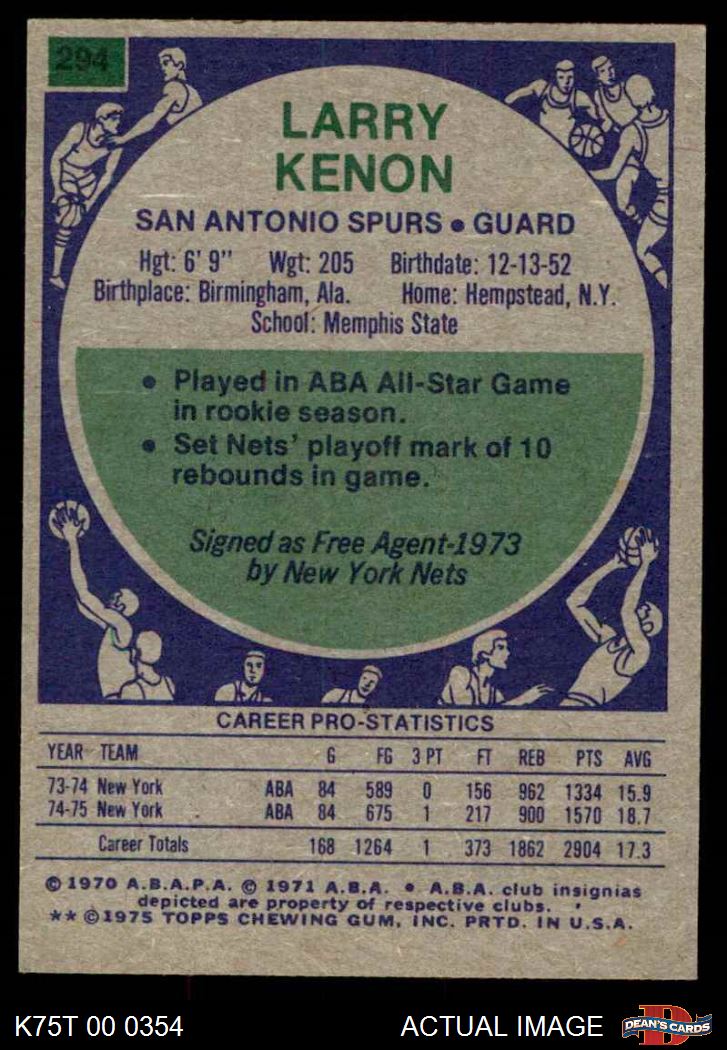 294
LARRY
KENON
SAN ANTONIO SPURS • GUARD
Hgt: 6' 9" Wgt: 205 Birthdate: 12-13-52
Birthplace: Birmingham, Ala. Home: Hempstead, N.Y.
School: Memphis State
• Played in ABA All-Star Game
in rookie season.
• Set Nets' playoff mark of 10
rebounds in game.
Signed as Free Agent-1973
by New York Nets
CAREER PRO-STATISTICS
YEAR TEAM G FG 3 PT FT REB PTS AVG
73-74 New York ABA 84 589 0 156 962 1334 15.9
74-75 New York ABA 84 675 1 217 900 1570 18.7
Career Totals 168 1264 1 373 1862 2904 17.3
© 1970 A.B.A.P.A. © 1971 A.B.A. • A.B.A. club insignias
depicted are property of respective clubs.
** © 1975 TOPPS CHEWING GUM, INC. PRTD. IN U.S.A.
K75T 00 0354 ACTUAL IMAGE D DEAN'S CARDS